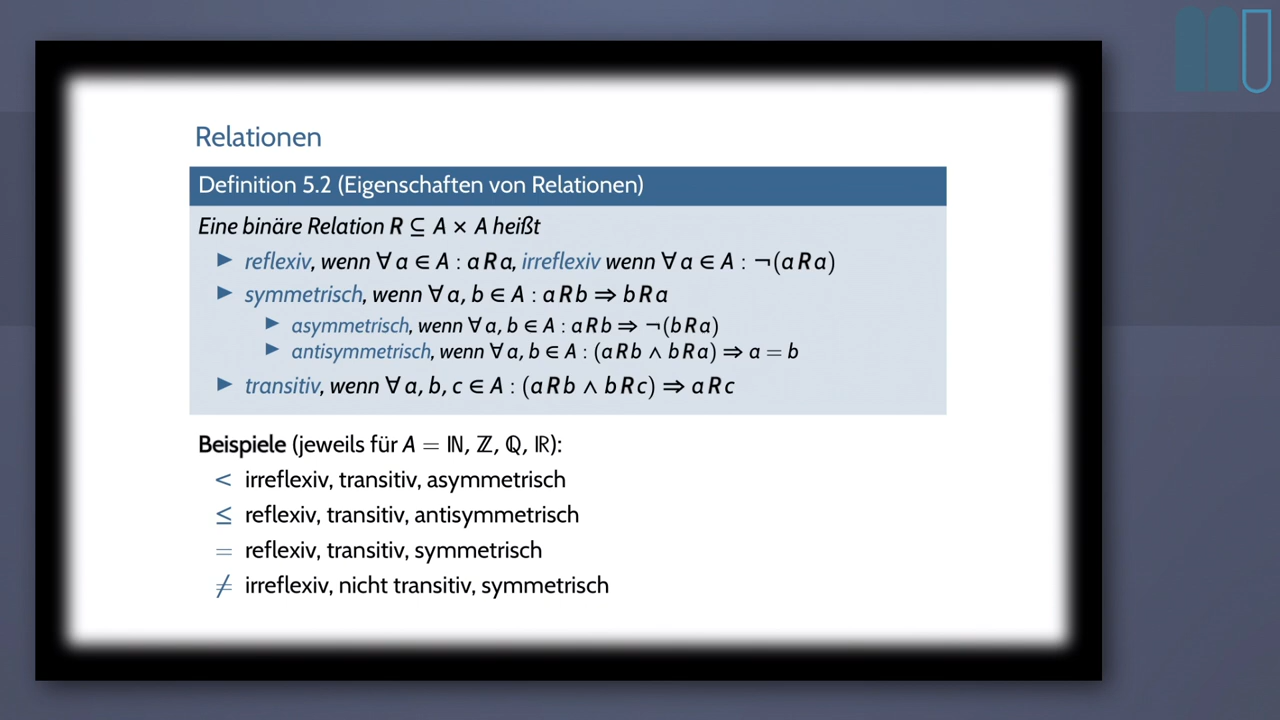 Relationen
Definition 5.2 (Eigenschaften von Relationen)
Eine binäre Relation R ⊆ A × A heißt
▶ reflexiv, wenn ∀ a ∈ A : a R a, irreflexiv wenn ∀ a ∈ A : ¬(a R a)
▶ symmetrisch, wenn ∀ a, b ∈ A : a R b ⇒ b R a
▶ asymmetrisch, wenn ∀ a, b ∈ A : a R b ⇒ ¬(b R a)
▶ antisymmetrisch, wenn ∀ a, b ∈ A : (a R b ∧ b R a) ⇒ a = b
▶ transitiv, wenn ∀ a, b, c ∈ A : (a R b ∧ b R c) ⇒ a R c
Beispiele (jeweils für A = ℕ, ℤ, ℚ, ℝ):
< irreflexiv, transitiv, asymmetrisch
≤ reflexiv, transitiv, antisymmetrisch
= reflexiv, transitiv, symmetrisch
≠ irreflexiv, nicht transitiv, symmetrisch